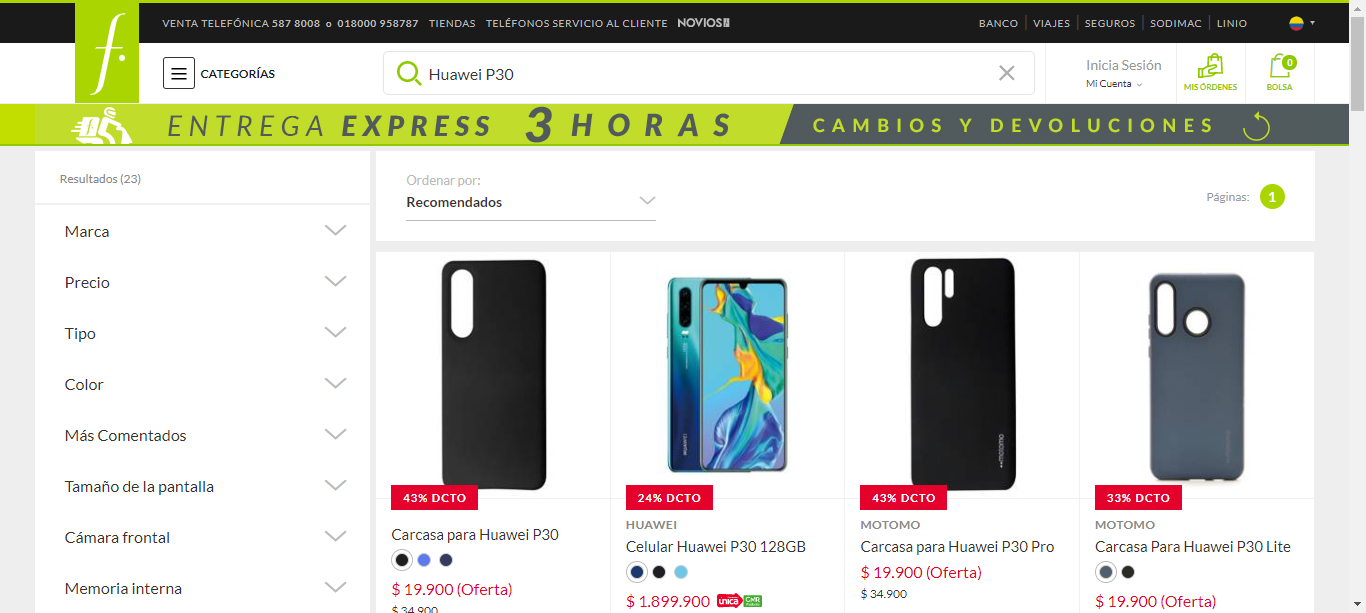 VENTA TELEFÓNICA 587 8008 o 018000 958787 TIENDAS TELÉFONOS SERVICIO AL CLIENTE NOVIOS
BANCO VIAJES SEGUROS SODIMAC LINIO
f.
CATEGORÍAS
Huawei P30
Inicia Sesión
Mi Cuenta
MIS ÓRDENES
0
BOLSA
ENTREGA EXPRESS 3 HORAS
CAMBIOS Y DEVOLUCIONES
Resultados (23)
Marca
Precio
Tipo
Color
Más Comentados
Tamaño de la pantalla
Cámara frontal
Memoria interna
Ordenar por:
Recomendados
Páginas: 1
43% DCTO
Carcasa para Huawei P30
$ 19.900 (Oferta)
$ 34.900
HUAWEI
24% DCTO
HUAWEI
Celular Huawei P30 128GB
$ 1.899.900 única CMR
motomo
43% DCTO
MOTOMO
Carcasa para Huawei P30 Pro
$ 19.900 (Oferta)
$ 34.900
33% DCTO
MOTOMO
Carcasa Para Huawei P30 Lite
$ 19.900 (Oferta)